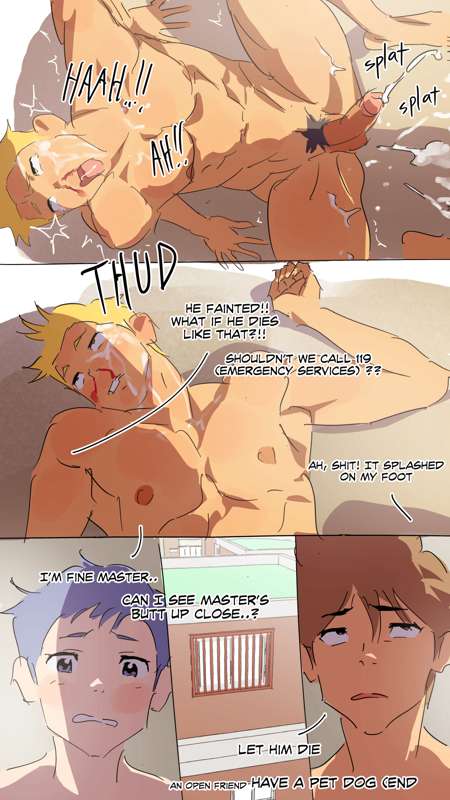 HAAH!!
splat
splat
AH!!
THUD
HE FAINTED!!
WHAT IF HE DIES
LIKE THAT?!!
SHOULDN'T WE CALL 119
(EMERGENCY SERVICES) ??
AH, SHIT! IT SPLASHED
ON MY FOOT
I'M FINE MASTER..
CAN I SEE MASTER'S
BUTT UP CLOSE..?
LET HIM DIE
AN OPEN FRIEND HAVE A PET DOG (END